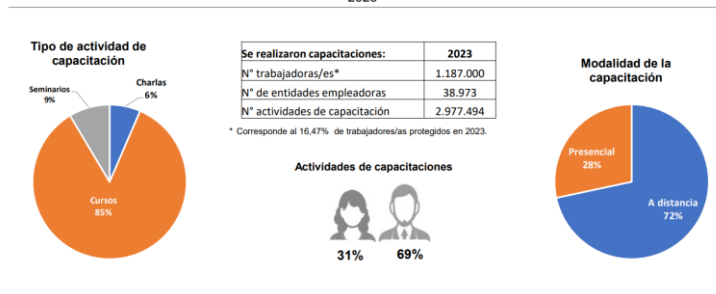 2023
Tipo de actividad de
capacitación
Seminarios
9%
Charlas
6%
Cursos
85%
Se realizaron capacitaciones: 2023
N° trabajadoras/es* 1.187.000
N° de entidades empleadoras 38.973
N° actividades de capacitación 2.977.494
* Corresponde al 16,47% de trabajadores/as protegidos en 2023.
Actividades de capacitaciones
31% 69%
Modalidad de la
capacitación
Presencial
28%
A distancia
72%